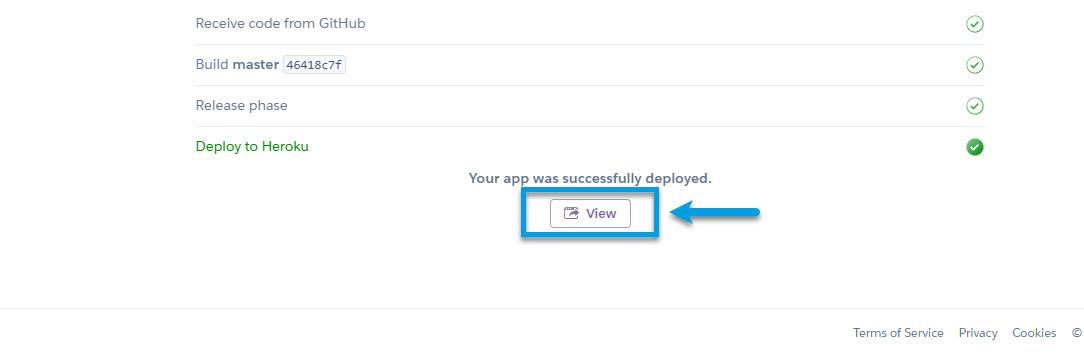 Receive code from GitHub
Build master 46418c7f
Release phase
Deploy to Heroku
Your app was successfully deployed.
View
Terms of Service Privacy Cookies ©